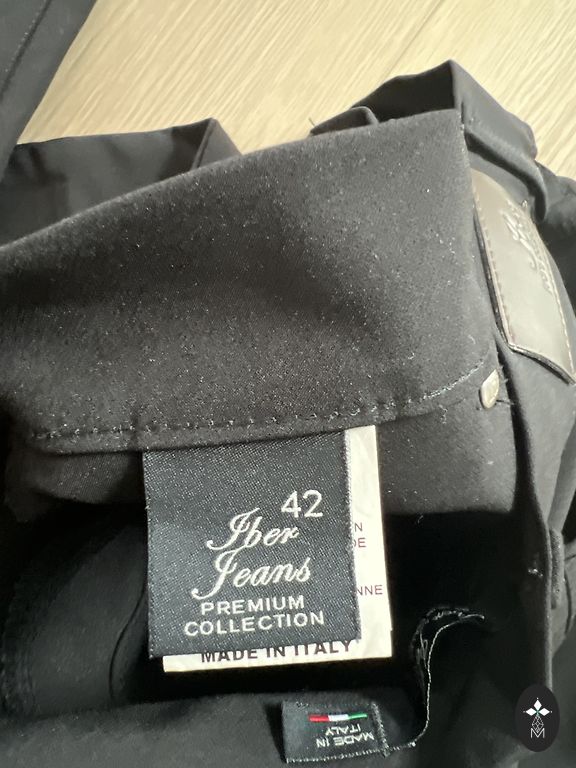 42
Iber
Jeans
PREMIUM
COLLECTION
MADE IN ITALY
MADE IN
ITALY